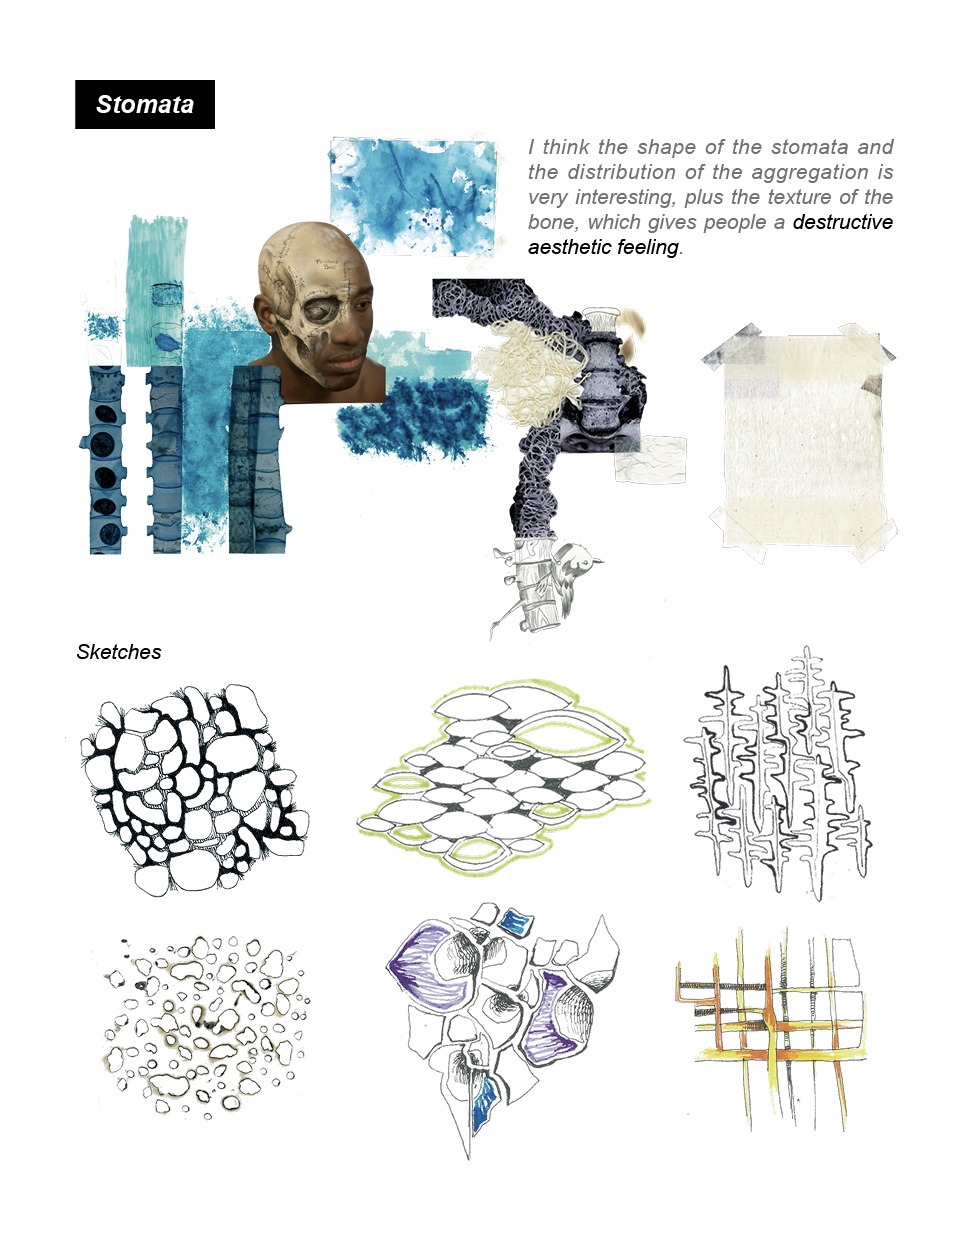 Stomata
I think the shape of the stomata and
the distribution of the aggregation is
very interesting, plus the texture of the
bone, which gives people a destructive
aesthetic feeling.
Sketches